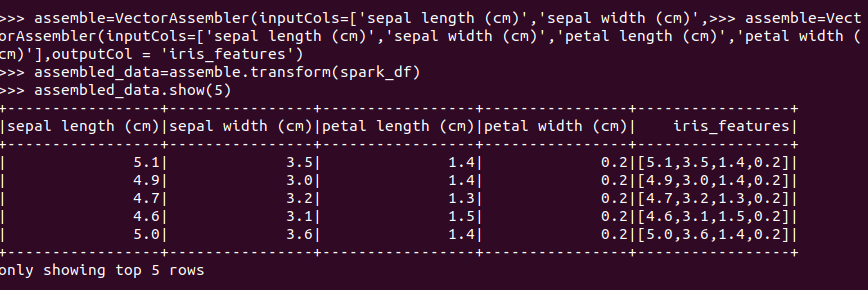 >>> assemble=VectorAssembler(inputCols=['sepal length (cm)','sepal width (cm)',>>> assemble=Vect
orAssembler(inputCols=['sepal length (cm)','sepal width (cm)','petal length (cm)','petal width (
cm)'],outputCol = 'iris_features')
>>> assembled_data=assemble.transform(spark_df)
>>> assembled_data.show(5)
+-----------------+----------------+-----------------+----------------+-----------------+
|sepal length (cm)|sepal width (cm)|petal length (cm)|petal width (cm)|    iris_features|
+-----------------+----------------+-----------------+----------------+-----------------+
|              5.1|             3.5|              1.4|             0.2|[5.1,3.5,1.4,0.2]|
|              4.9|             3.0|              1.4|             0.2|[4.9,3.0,1.4,0.2]|
|              4.7|             3.2|              1.3|             0.2|[4.7,3.2,1.3,0.2]|
|              4.6|             3.1|              1.5|             0.2|[4.6,3.1,1.5,0.2]|
|              5.0|             3.6|              1.4|             0.2|[5.0,3.6,1.4,0.2]|
+-----------------+----------------+-----------------+----------------+-----------------+
only showing top 5 rows